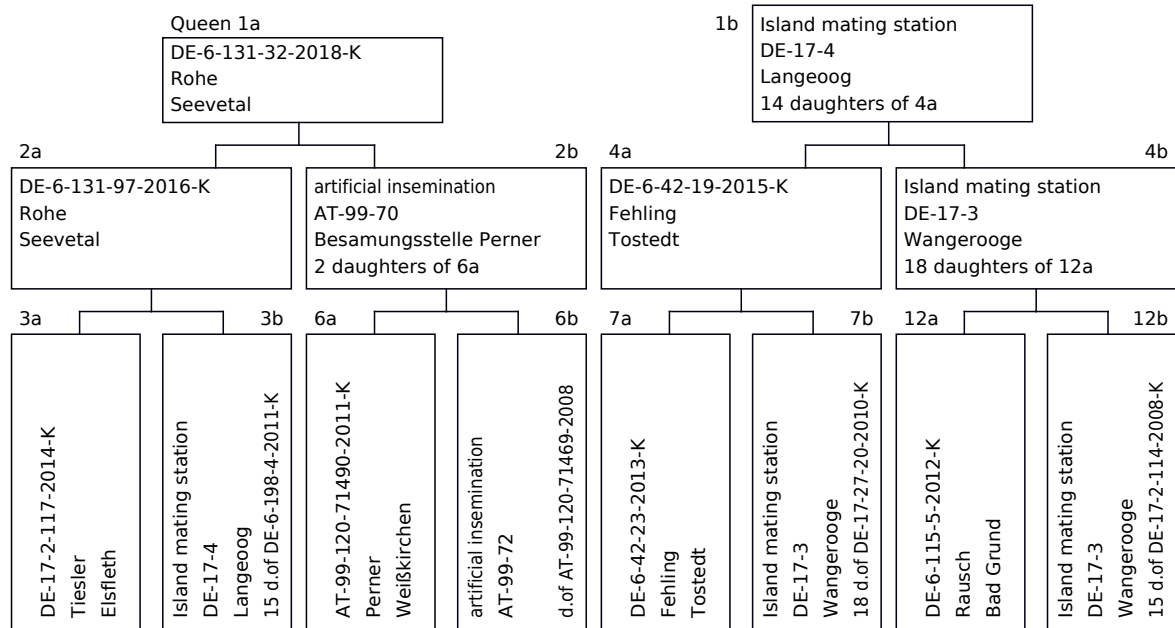 Queen 1a
DE-6-131-32-2018-K
Rohe
Seevetal
1b
Island mating station
DE-17-4
Langeoog
14 daughters of 4a
2a
DE-6-131-97-2016-K
Rohe
Seevetal
2b
artificial insemination
AT-99-70
Besamungsstelle Perner
2 daughters of 6a
4a
DE-6-42-19-2015-K
Fehling
Tostedt
4b
Island mating station
DE-17-3
Wangerooge
18 daughters of 12a
3a
DE-17-2-117-2014-K
Tiesler
Elsfleth
3b
Island mating station
DE-17-4
Langeoog
15 d.of DE-6-198-4-2011-K
6a
AT-99-120-71490-2011-K
Perner
Weißkirchen
6b
artificial insemination
AT-99-72
d.of AT-99-120-71469-2008
7a
DE-6-42-23-2013-K
Fehling
Tostedt
7b
Island mating station
DE-17-3
Wangerooge
18 d.of DE-17-27-20-2010-K
12a
DE-6-115-5-2012-K
Rausch
Bad Grund
12b
Island mating station
DE-17-3
Wangerooge
15 d.of DE-17-2-114-2008-K